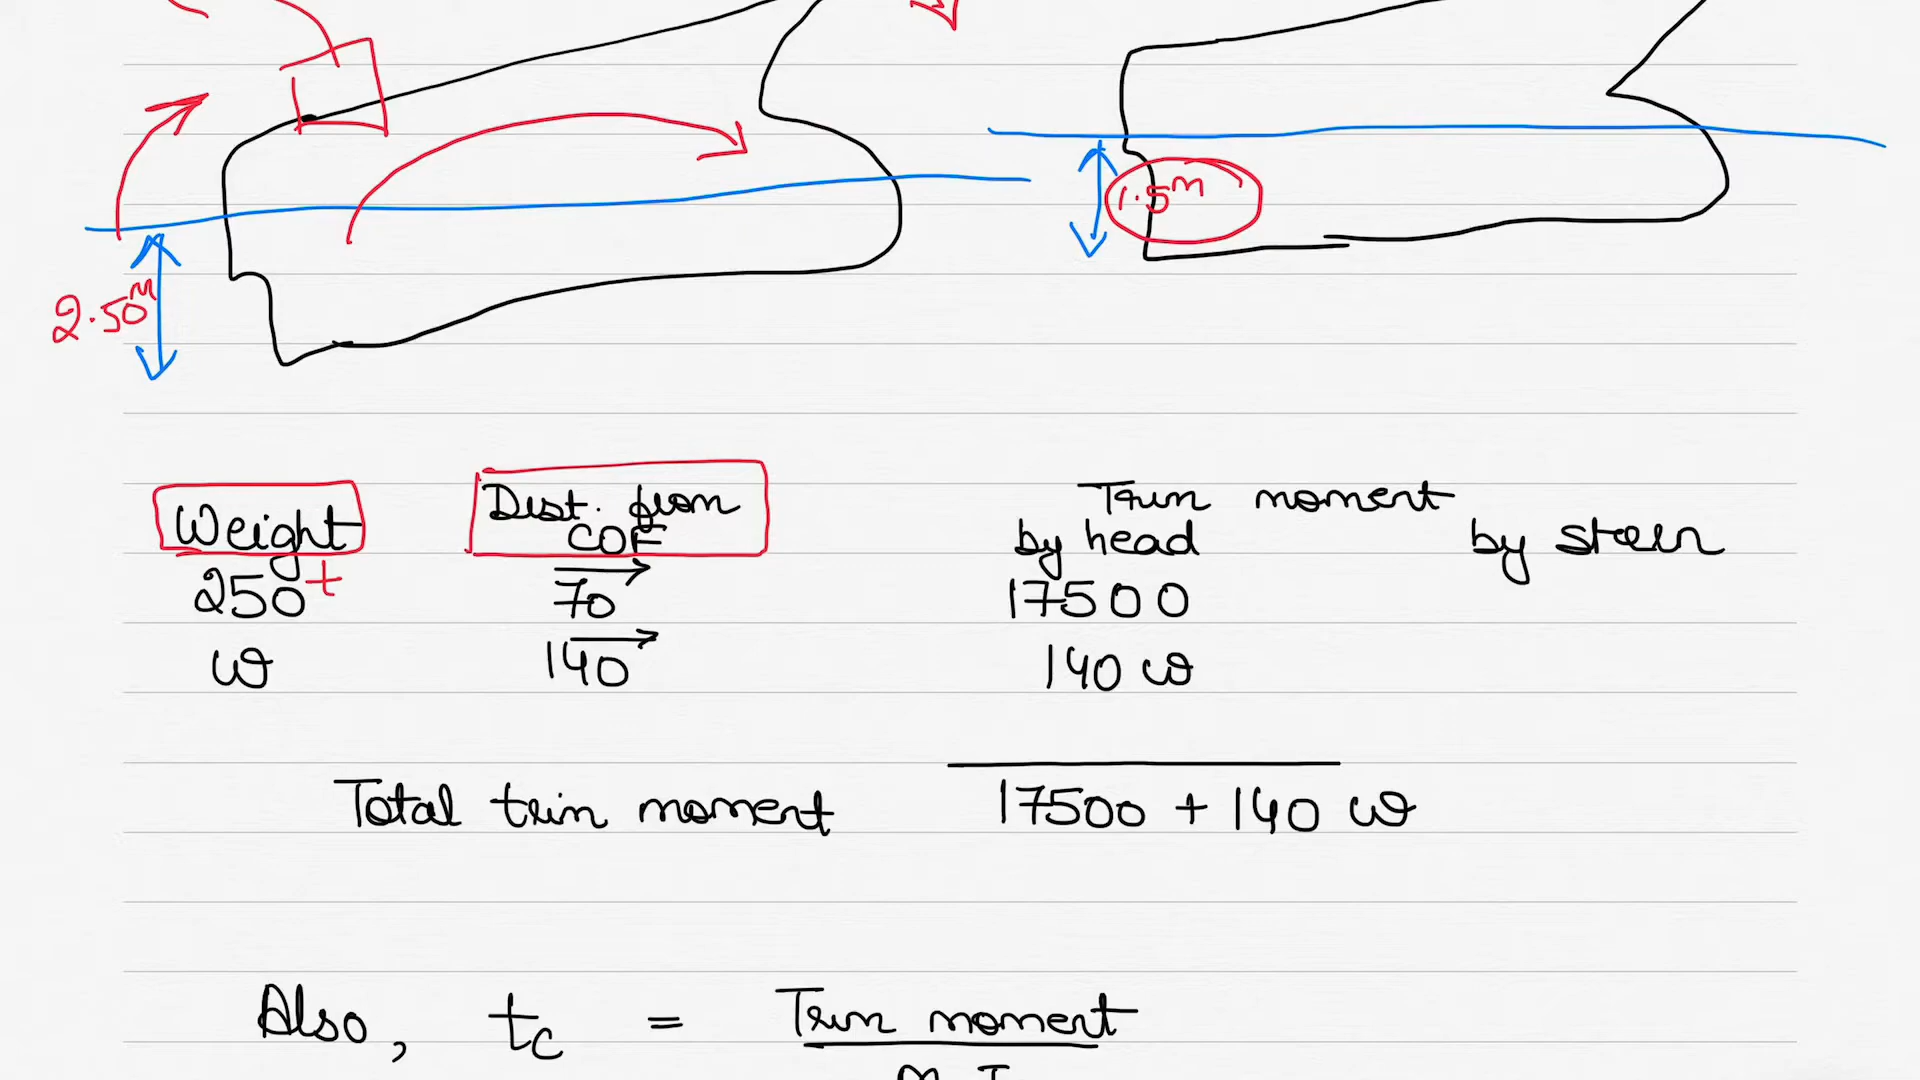 1.5m
2.50m
Weight Dist. from COF Trim moment
by head by stern
250t 70 17500
w 140 140 w
Total trim moment 17500 + 140 w
Also, tc = Trim moment